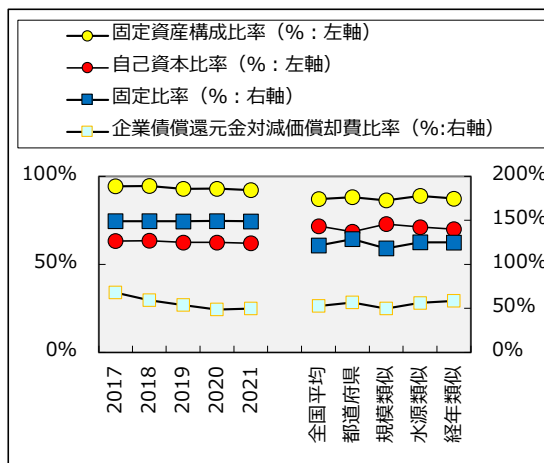 固定資産構成比率（%：左軸）
自己資本比率（%：左軸）
固定比率（%：右軸）
企業債償還元金対減価償却費比率（%:右軸）
100%
50%
0%
200%
150%
100%
50%
0%
2017
2018
2019
2020
2021
全国平均
都道府県
規模類似
水源類似
経年類似